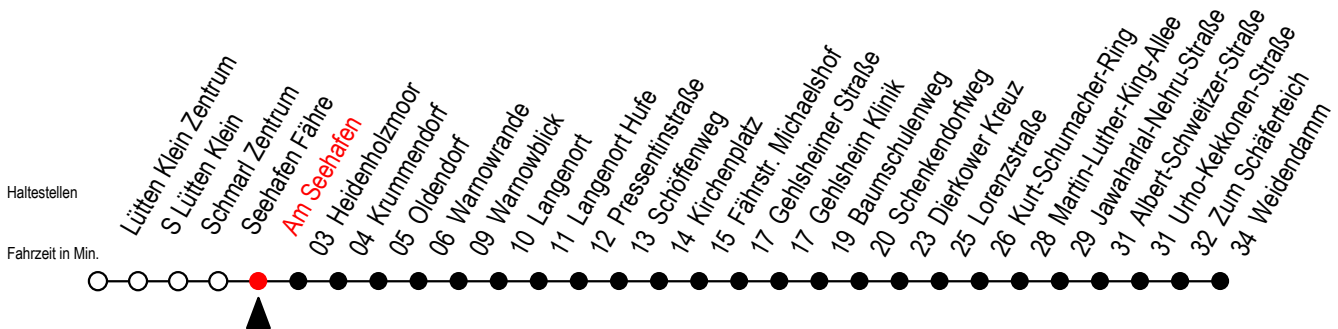 Haltestellen
Fahrzeit in Min.
Lütten Klein Zentrum
S Lütten Klein
Schmarl Zentrum
Seehafen Fähre
Am Seehafen
03 Heidenholzmoor
04 Krummendorf
05 Oldendorf
06 Warnowrande
09 Warnowblick
10 Langenort
11 Langenort Hufe
12 Pressentinstraße
13 Schöffenweg
14 Kirchenplatz
15 Fährstr. Michaelshof
17 Gehlsheimer Straße
17 Gehlsheim Klinik
19 Baumschulenweg
20 Schenkendorfweg
23 Dierkower Kreuz
25 Lorenzstraße
26 Kurt-Schumacher-Ring
28 Martin-Luther-King-Allee
29 Jawaharlal-Nehru-Straße
31 Albert-Schweitzer-Straße
31 Urho-Kekkonen-Straße
32 Zum Schäferteich
34 Weidendamm